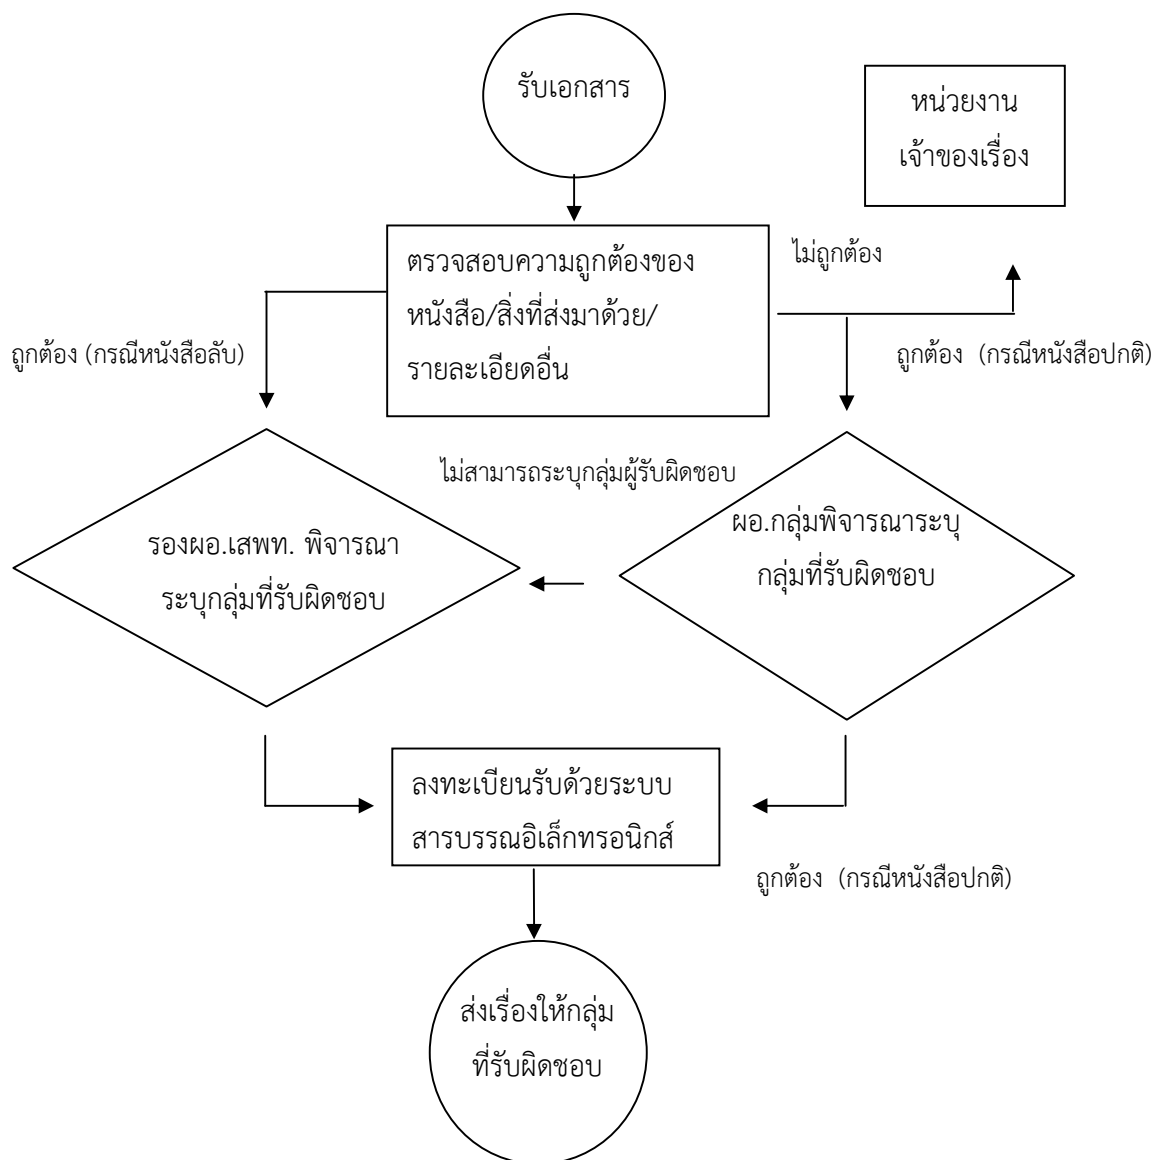 รับเอกสาร
หน่วยงาน
เจ้าของเรื่อง
ตรวจสอบความถูกต้องของ
หนังสือ/สิ่งที่ส่งมาด้วย/
รายละเอียดอื่น
ไม่ถูกต้อง
ถูกต้อง (กรณีหนังสือลับ)
ถูกต้อง (กรณีหนังสือปกติ)
ไม่สามารถระบุกลุ่มผู้รับผิดชอบ
รองผอ.เสพท. พิจารณา
ระบุกลุ่มที่รับผิดชอบ
ผอ.กลุ่มพิจารณาระบุ
กลุ่มที่รับผิดชอบ
ลงทะเบียนรับด้วยระบบ
สารบรรณอิเล็กทรอนิกส์
ถูกต้อง (กรณีหนังสือปกติ)
ส่งเรื่องให้กลุ่ม
ที่รับผิดชอบ